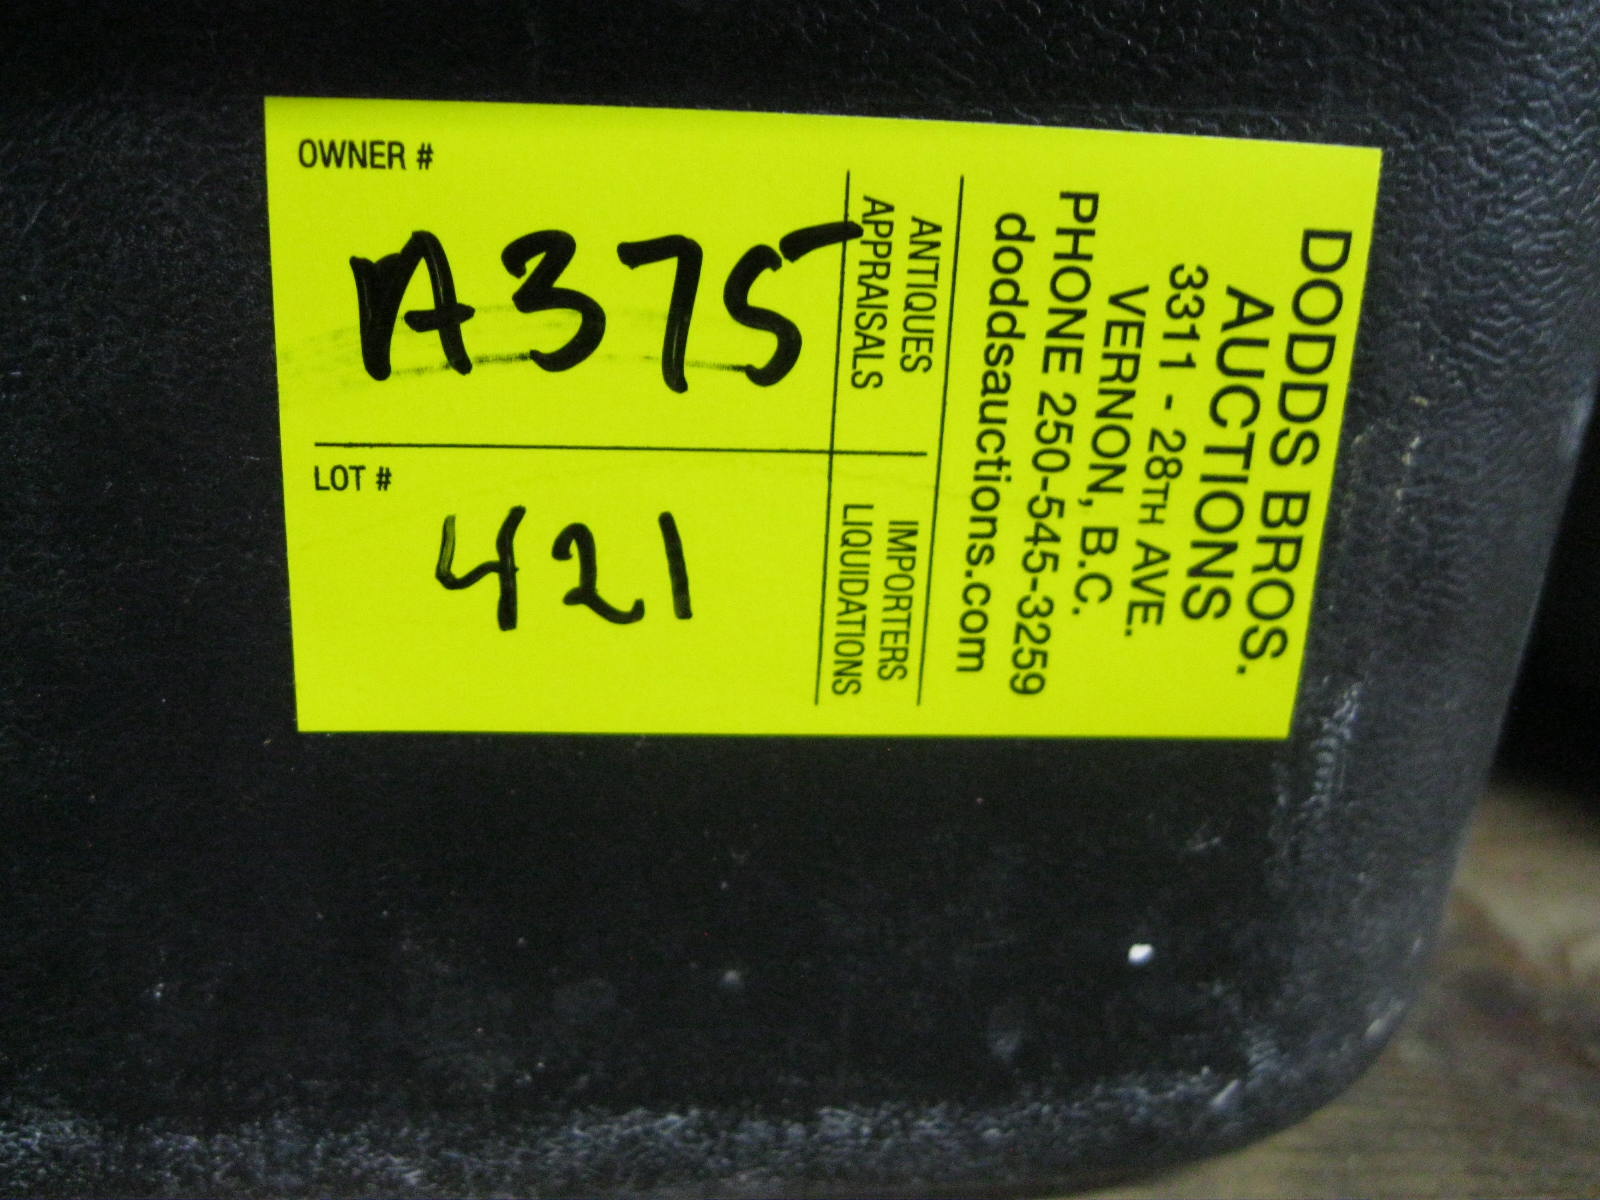 OWNER #
A375
LOT #
421
DODDS BROS.
AUCTIONS
3311 - 28TH AVE.
VERNON, B.C.
PHONE 250-545-3259
doddsauctions.com
ANTIQUES
APPRAISALS
IMPORTERS
LIQUIDATIONS